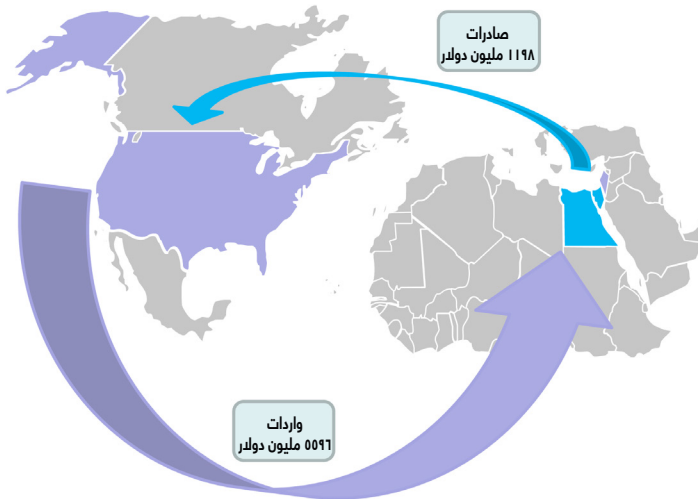 صادرات
١١٩٨ مليون دولار
واردات
٥٥٩٦ مليون دولار